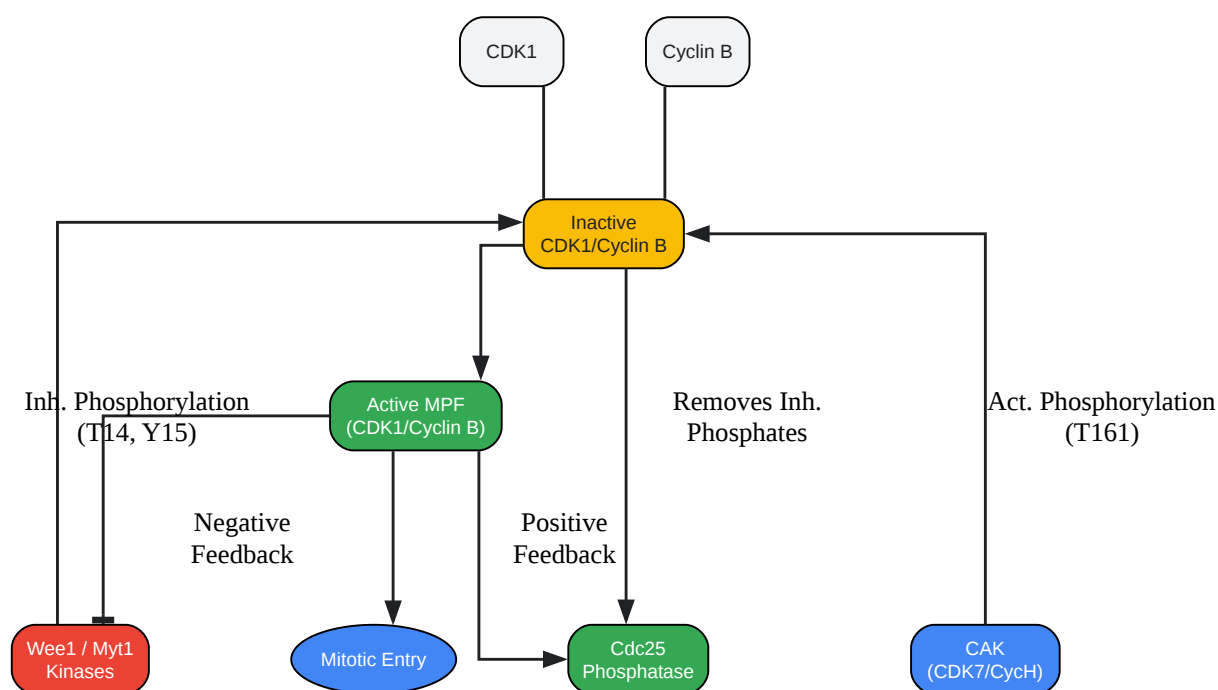 CDK1
Cyclin B
Inactive
CDK1/Cyclin B
Inh. Phosphorylation
(T14, Y15)
Active MPF
(CDK1/Cyclin B)
Removes Inh.
Phosphates
Act. Phosphorylation
(T161)
Negative
Feedback
Positive
Feedback
Wee1 / Myt1
Kinases
Mitotic Entry
Cdc25
Phosphatase
CAK
(CDK7/CycH)